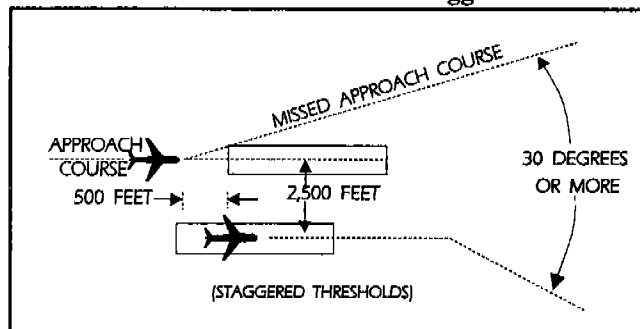 MISSED APPROACH COURSE
APPROACH
COURSE
30 DEGREES
OR MORE
500 FEET
2,500 FEET
(STAGGERED THRESHOLDS)